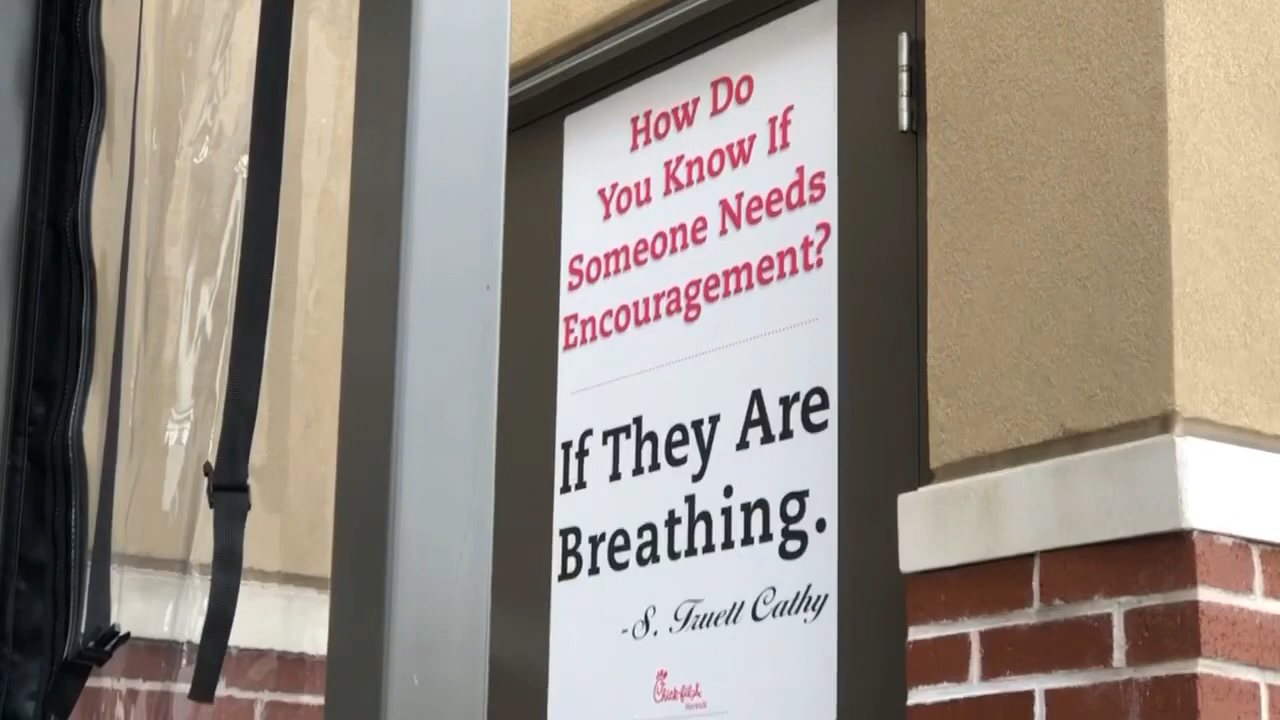 How Do
You Know If
Someone Needs
Encouragement?
If They Are
Breathing.
-S. Truett Cathy
Chick-fil-A